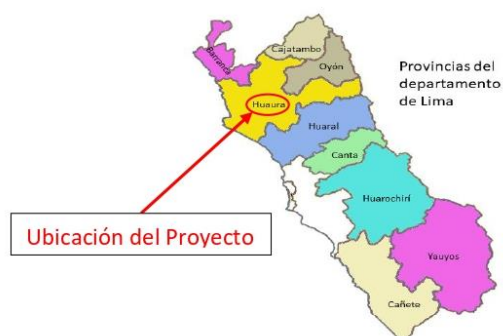 Cajatambo
Barranca
Oyón
Provincias del
departamento
de Lima
Huaura
Huaral
Canta
Huarochirí
Ubicación del Proyecto
Yauyos
Cañete